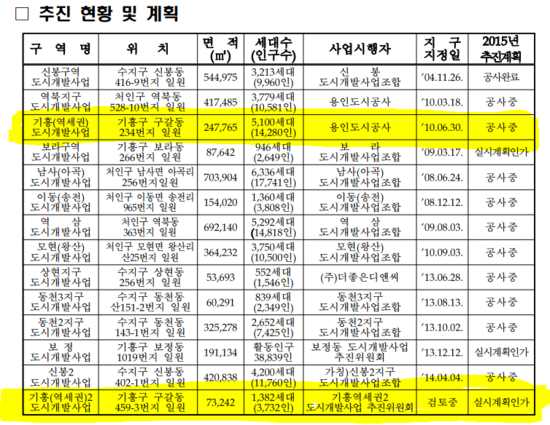 □ 추진 현황 및 계획
구 역 명 위 치 면 적 (㎡) 세대수 (인구수) 사업시행자 지 구 지정일 2015년 추진계획
신봉구역 도시개발사업 수지구 신봉동 416-9번지 일원 544,975 3,213세대 (9,960인) 신 봉 도시개발사업조합 '04.11.26. 공사완료
역북지구 도시개발사업 처인구 역북동 528-10번지 일원 417,485 3,779세대 (10,581인) 용인도시공사 '10.03.18. 공사 중
기흥(역세권) 도시개발사업 기흥구 구갈동 234번지 일원 247,765 5,100세대 (14,280인) 용인도시공사 '10.06.30. 공사 중
보라구역 도시개발사업 기흥구 보라동 266번지 일원 87,642 946세대 (2,649인) 보 라 도시개발사업조합 '09.03.17. 실시계획인가
남사(아곡) 도시개발사업 처인구 남사면 아곡리 256번지일원 703,904 6,336세대 (17,741인) 남사(아곡) 도시개발사업조합 '08.06.24. 공사 중
이동(송전) 도시개발사업 처인구 이동면 송전리 965번지 일원 154,020 1,360세대 (3,808인) 이동(송전) 도시개발사업조합 '08.12.12. 공사 중
역 삼 도시개발사업 처인구 역북동 363번지 일원 692,140 5,292세대 (14,818인) 역 삼 도시개발사업조합 '09.08.03. 공사 중
모현(왕산) 도시개발사업 처인구 모현면 왕산리 산25번지 일원 364,232 3,750세대 (10,500인) 모현(왕산) 도시개발사업조합 '10.09.03. 공사 중
상현지구 도시개발사업 수지구 상현동 256번지 일원 53,693 552세대 (1,546인) (주)더좋은디앤씨 '13.06.28. 공사 중
동천3지구 도시개발사업 수지구 동천동 산151-2번지 일원 60,291 839세대 (2,349인) 동천3지구 도시개발사업조합 '13.08.13. 공사 중
동천2지구 도시개발사업 수지구 동천동 143-1번지 일원 325,278 2,652세대 (7,425인) 동천2지구 도시개발사업조합 '13.10.02. 공사 중
보 정 도시개발사업 기흥구 보정동 1019번지 일원 191,134 활동인구 38,839인 보정동 도시개발사업 추진위원회 '13.12.12. 실시계획인가
신봉2 도시개발사업 수지구 신봉동 402-1번지 일원 420,838 4,200세대 (11,760인) 가칭)신봉2지구 도시개발사업조합 '14.04.04. 공사 중
기흥(역세권)2 도시개발사업 기흥구 구갈동 459-3번지 일원 73,242 1,382세대 (3,732인) 기흥역세권2 도시개발사업 추진위원회 검토중 실시계획인가